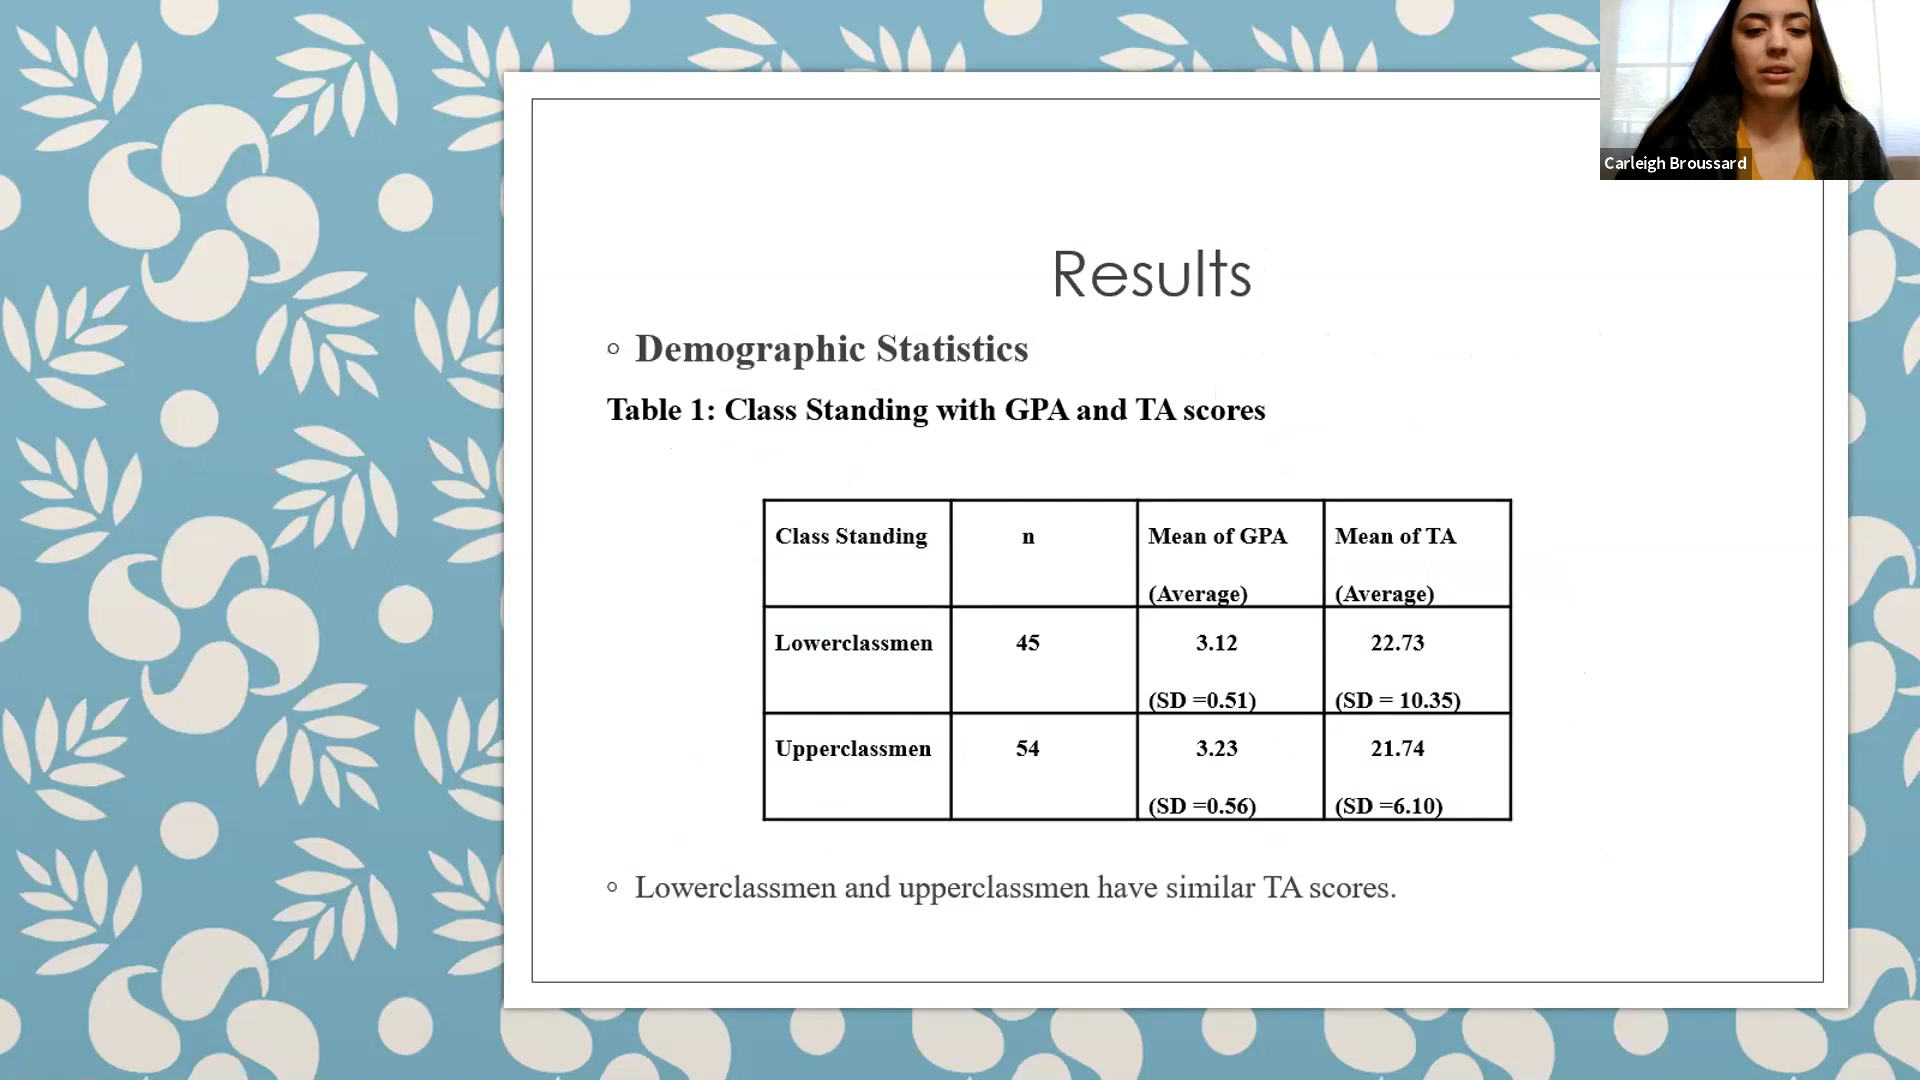 Carleigh Broussard
Results
Demographic Statistics
Table 1: Class Standing with GPA and TA scores
Class Standing n Mean of GPA (Average) Mean of TA (Average)
Lowerclassmen 45 3.12 (SD =0.51) 22.73 (SD = 10.35)
Upperclassmen 54 3.23 (SD =0.56) 21.74 (SD =6.10)
Lowerclassmen and upperclassmen have similar TA scores.